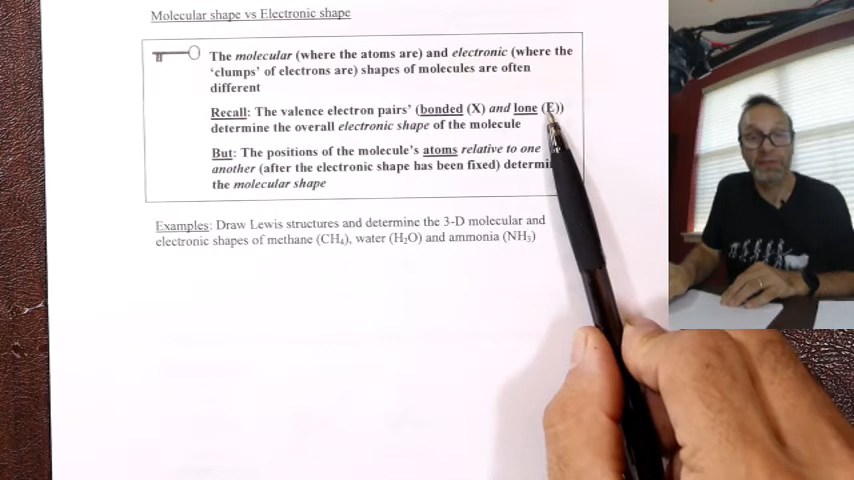 Molecular shape vs Electronic shape
The molecular (where the atoms are) and electronic (where the
'clumps' of electrons are) shapes of molecules are often
different
Recall: The valence electron pairs' (bonded (X) and lone (E))
determine the overall electronic shape of the molecule
But: The positions of the molecule's atoms relative to one
another (after the electronic shape has been fixed)
the molecular shape
Examples: Draw Lewis structures and determine the 3-D molecular and
electronic shapes of methane (CH₄), water (H₂O) and ammonia (NH₃)